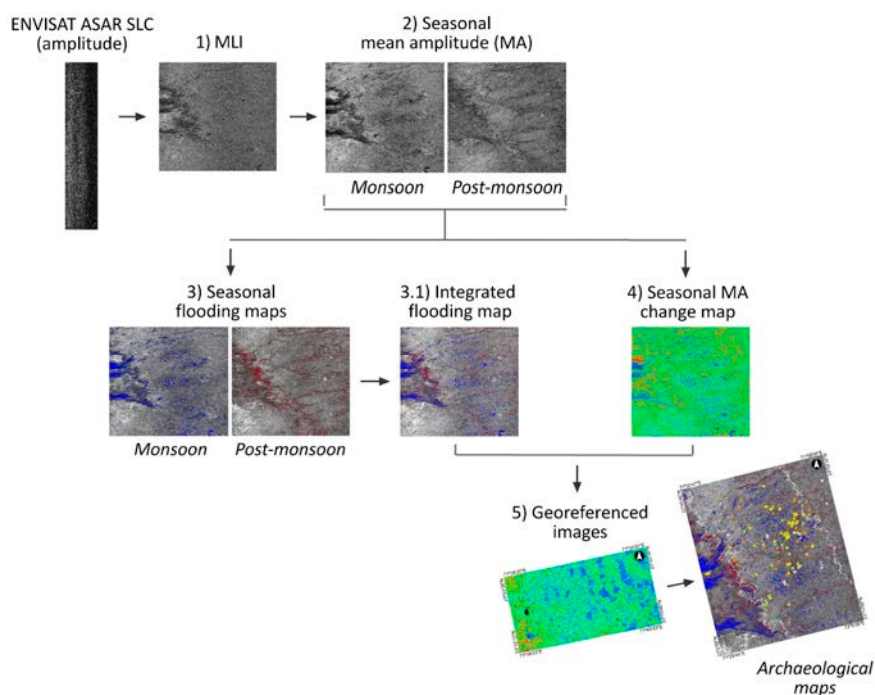 ENVISAT ASAR SLC
(amplitude)
1) MLI
2) Seasonal
mean amplitude (MA)
Monsoon
Post-monsoon
3) Seasonal
flooding maps
3.1) Integrated
flooding map
4) Seasonal MA
change map
Monsoon
Post-monsoon
5) Georeferenced
images
Archaeological
maps